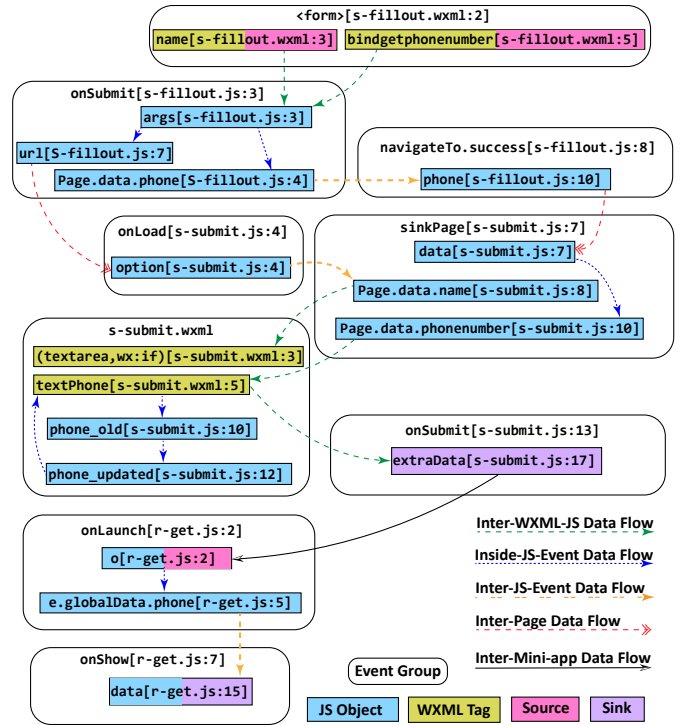 <form>[s-fillout.wxml:2]
name[s-fillout.wxml:3]
bindgetphonenumber[s-fillout.wxml:5]
onSubmit[s-fillout.js:3]
args[s-fillout.js:3]
url[S-fillout.js:7]
Page.data.phone[S-fillout.js:4]
navigateTo.success[s-fillout.js:8]
phone[s-fillout.js:10]
onLoad[s-submit.js:4]
option[s-submit.js:4]
sinkPage[s-submit.js:7]
data[s-submit.js:7]
Page.data.name[s-submit.js:8]
Page.data.phonenumber[s-submit.js:10]
s-submit.wxml
(textarea,wx:if)[s-submit.wxml:3]
textPhone[s-submit.wxml:5]
phone_old[s-submit.js:10]
phone_updated[s-submit.js:12]
onSubmit[s-submit.js:13]
extraData[s-submit.js:17]
onLaunch[r-get.js:2]
o[r-get.js:2]
e.globalData.phone[r-get.js:5]
onShow[r-get.js:7]
data[r-get.js:15]
Inter-WXML-JS Data Flow
Inside-JS-Event Data Flow
Inter-JS-Event Data Flow
Inter-Page Data Flow
Inter-Mini-app Data Flow
Event Group
JS Object
WXML Tag
Source
Sink